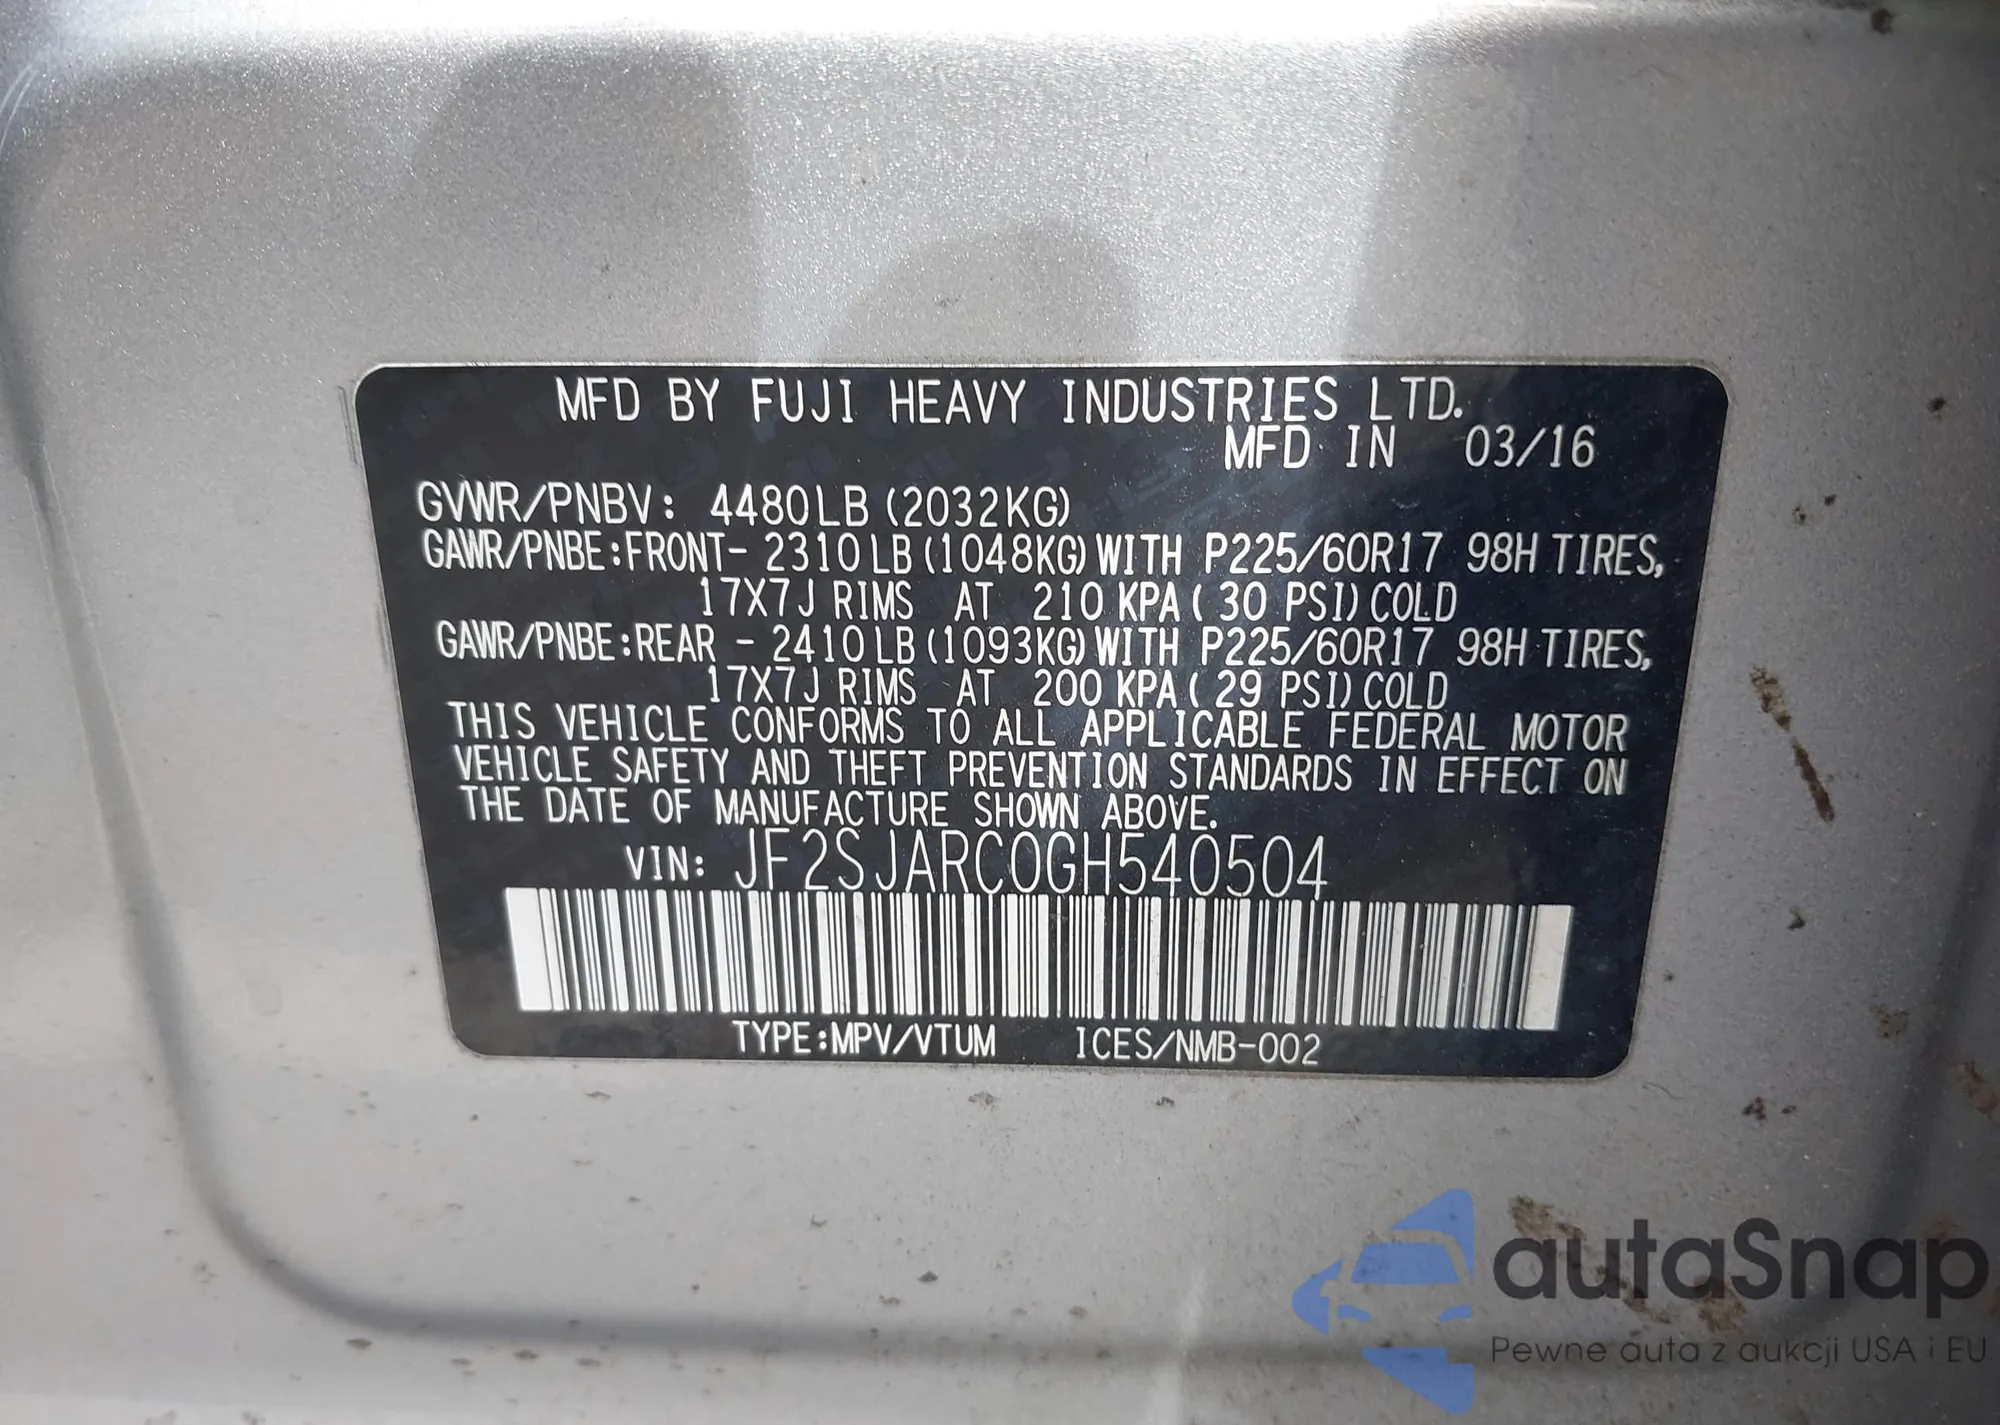 MFD BY FUJI HEAVY INDUSTRIES LTD.
MFD IN 03/16
GVWR/PNBV: 4480LB (2032KG)
GAWR/PNBE:FRONT- 2310LB (1048KG) WITH P225/60R17 98H TIRES,
17X7J RIMS AT 210 KPA ( 30 PSI) COLD
GAWR/PNBE:REAR - 2410LB (1093KG) WITH P225/60R17 98H TIRES,
17X7J RIMS AT 200 KPA ( 29 PSI) COLD
THIS VEHICLE CONFORMS TO ALL APPLICABLE FEDERAL MOTOR
VEHICLE SAFETY AND THEFT PREVENTION STANDARDS IN EFFECT ON
THE DATE OF MANUFACTURE SHOWN ABOVE.
VIN: JF2SJARC0GH540504
TYPE:MPV/VTUM ICES/NMB-002
autaSnap
Pewne auta z aukcji USA i EU